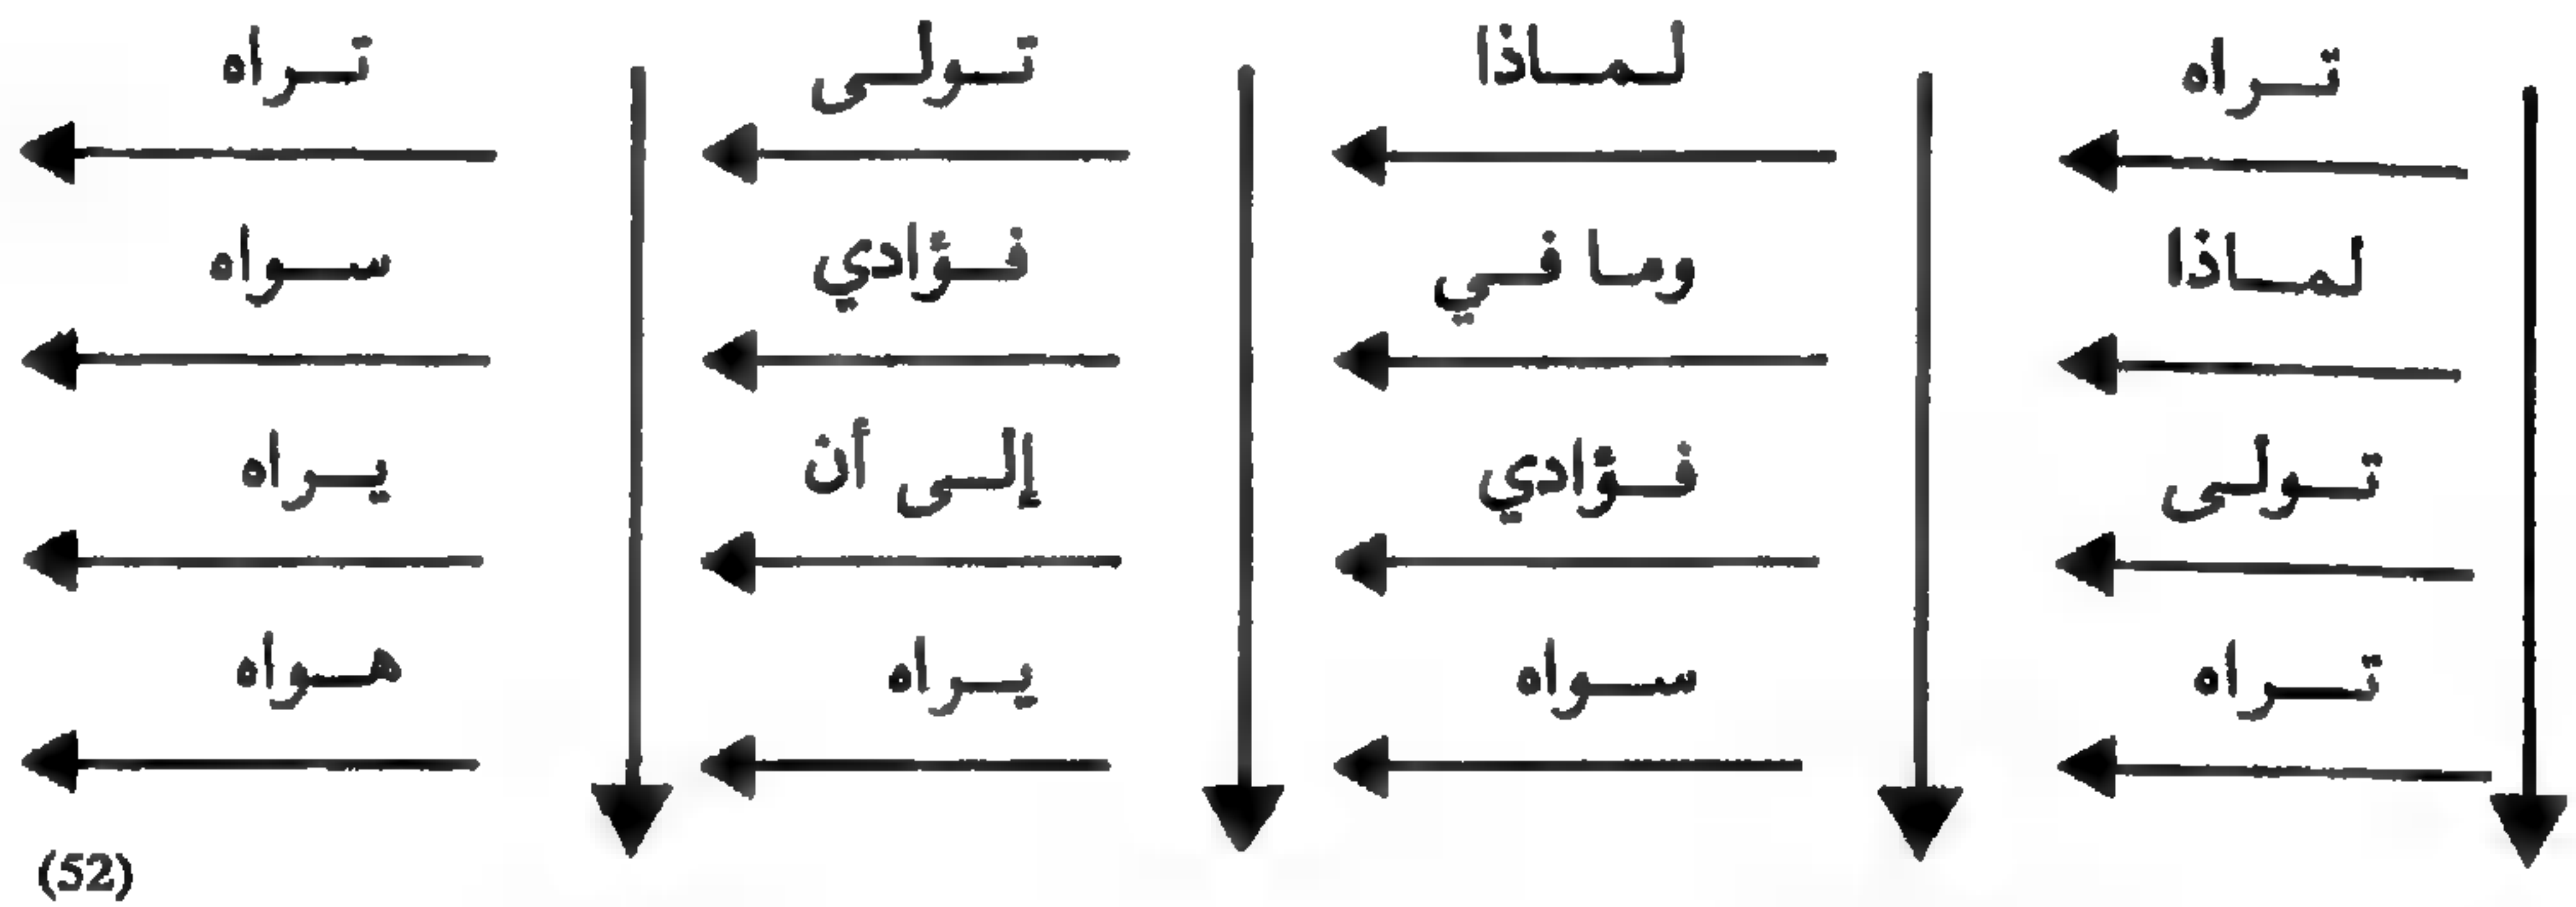 تراه لماذا تولى تراه
لماذا وما في فؤادي سواه
تولى فؤادي إلى أن يراه
تراه سواه يراه هواه
(52)